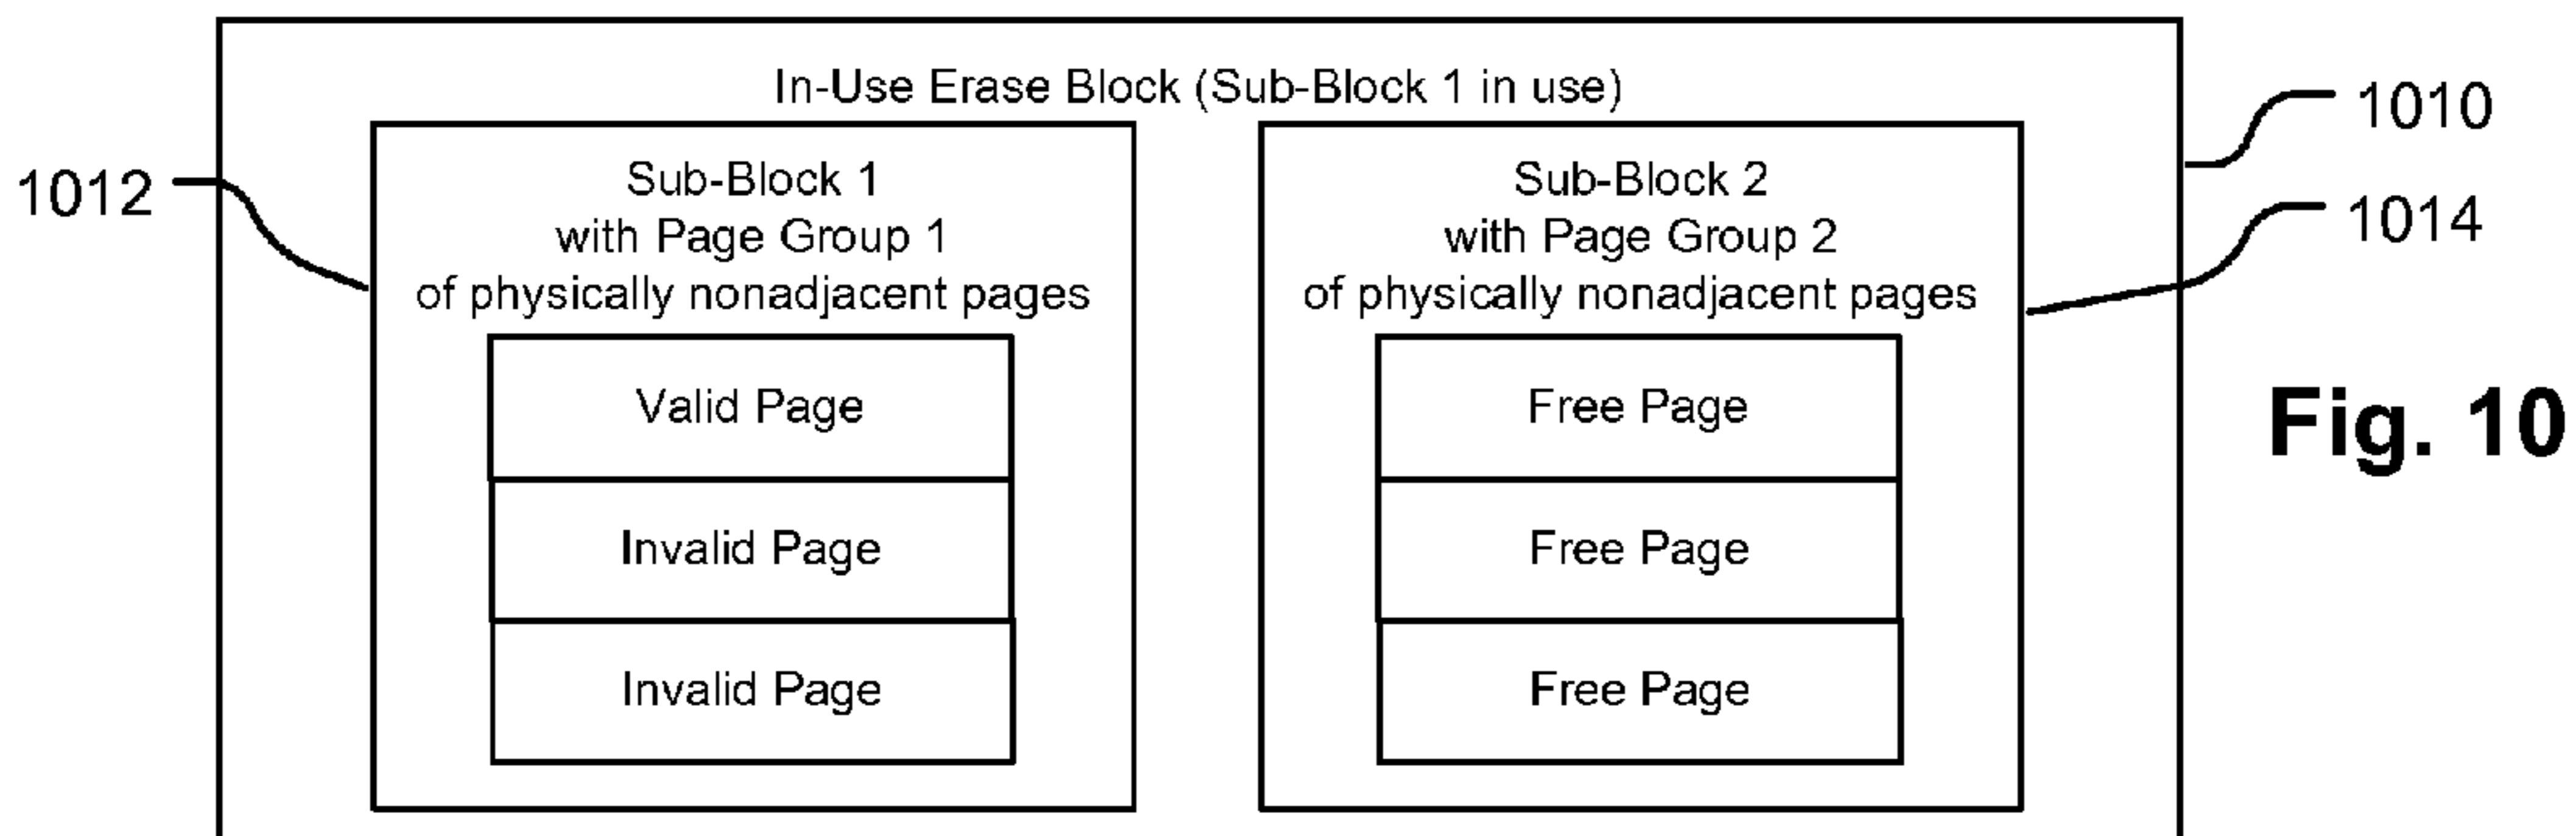 In-Use Erase Block (Sub-Block 1 in use)
1010
1012
Sub-Block 1
with Page Group 1
of physically nonadjacent pages
Valid Page
Invalid Page
Invalid Page
Sub-Block 2
with Page Group 2
of physically nonadjacent pages
Free Page
Free Page
Free Page
1014
Fig. 10